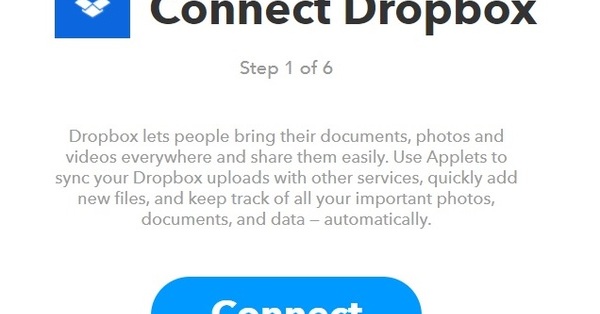 Connect Dropbox
Step 1 of 6
Dropbox lets people bring their documents, photos and
videos everywhere and share them easily. Use Applets to
sync your Dropbox uploads with other services, quickly add
new files, and keep track of all your important photos,
documents, and data – automatically.
Connect